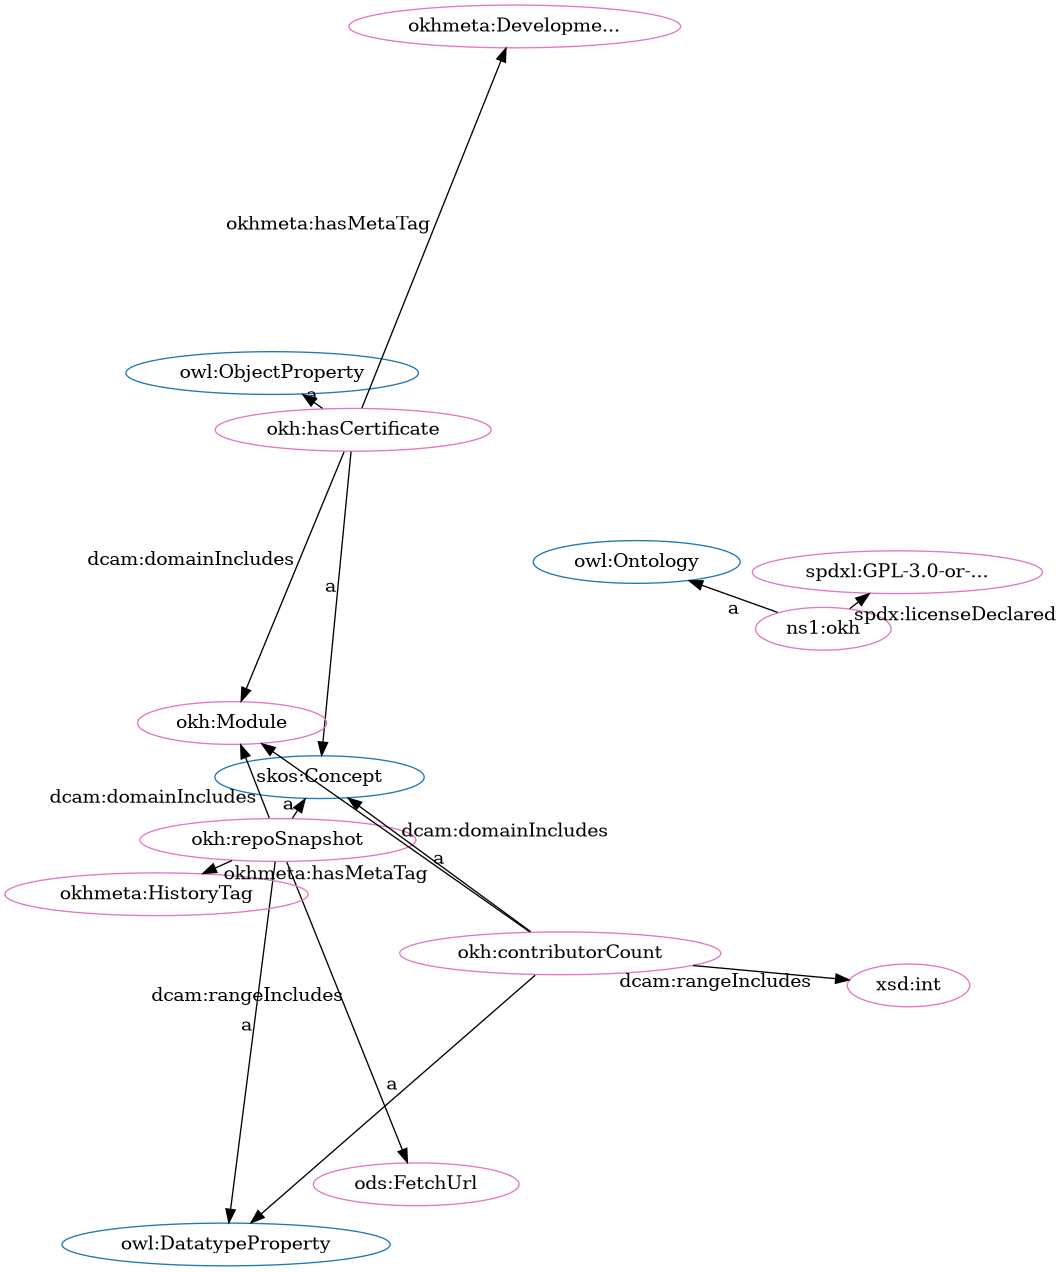 okhmeta:Developme...
okhmeta:hasMetaTag
owl:ObjectProperty
a
okh:hasCertificate
dcam:domainIncludes
a
owl:Ontology
spdxl:GPL-3.0-or-...
a
spdx:licenseDeclared
ns1:okh
okh:Module
skos:Concept
dcam:domainIncludes
a
dcam:domainIncludes
okh:repoSnapshot
a
okhmeta:hasMetaTag
okhmeta:HistoryTag
okh:contributorCount
dcam:rangeIncludes
xsd:int
dcam:rangeIncludes
a
a
ods:FetchUrl
owl:DatatypeProperty